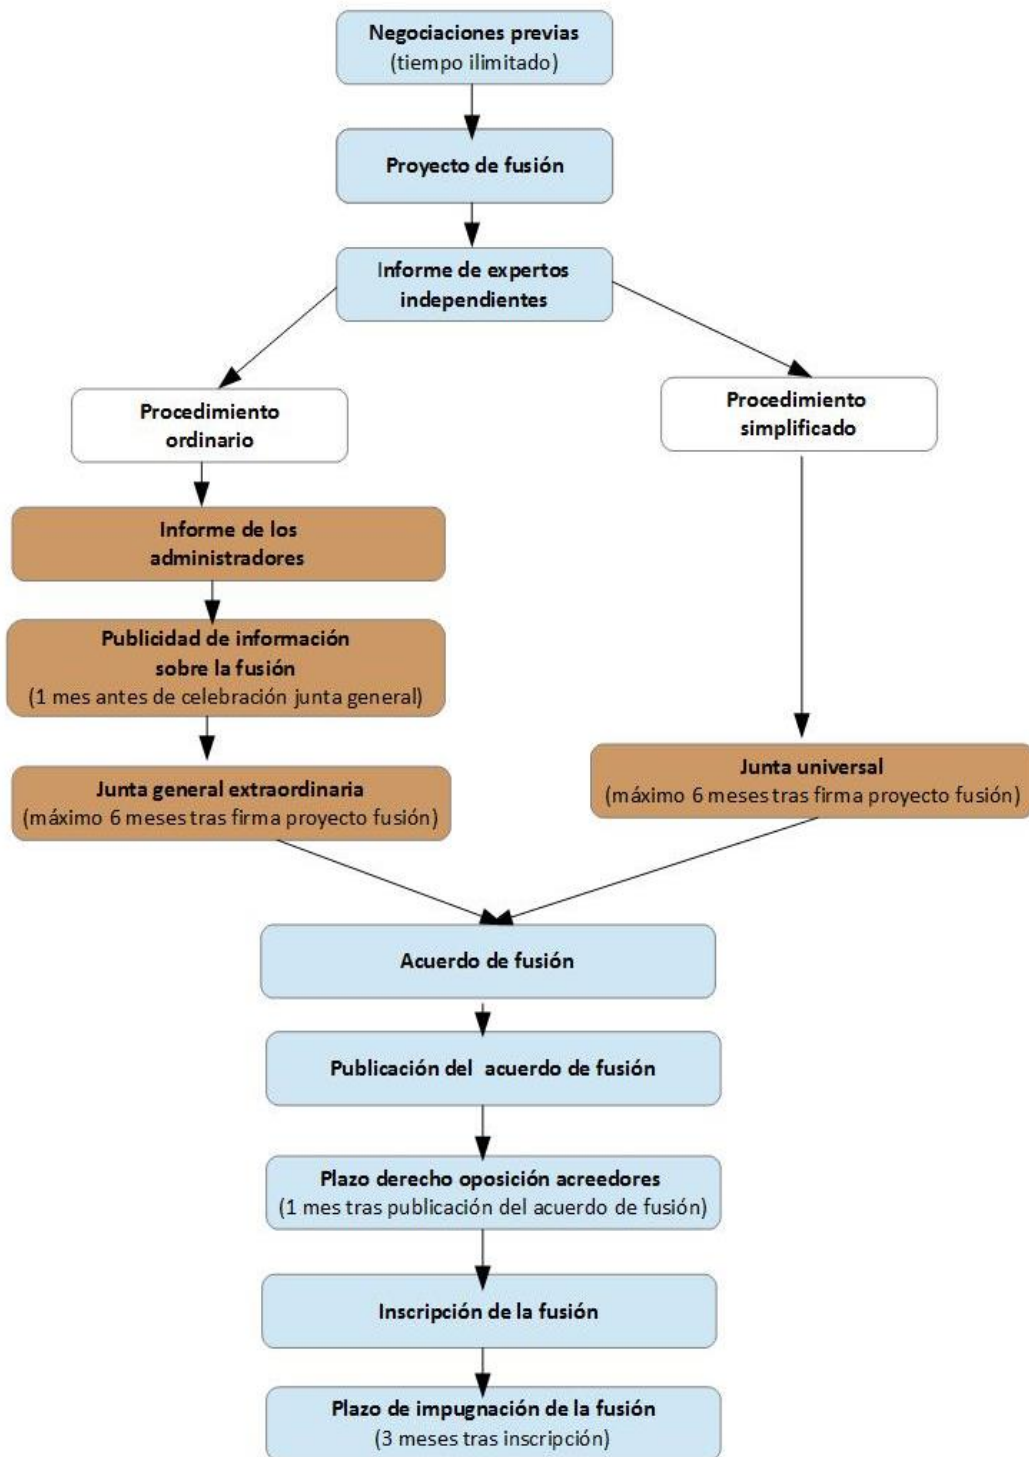 Negociaciones previas
(tiempo ilimitado)
Proyecto de fusión
Informe de expertos
independientes
Procedimiento
ordinario
Procedimiento
simplificado
Informe de los
administradores
Publicidad de información
sobre la fusión
(1 mes antes de celebración junta general)
Junta general extraordinaria
(máximo 6 meses tras firma proyecto fusión)
Junta universal
(máximo 6 meses tras firma proyecto fusión)
Acuerdo de fusión
Publicación del acuerdo de fusión
Plazo derecho oposición acreedores
(1 mes tras publicación del acuerdo de fusión)
Inscripción de la fusión
Plazo de impugnación de la fusión
(3 meses tras inscripción)